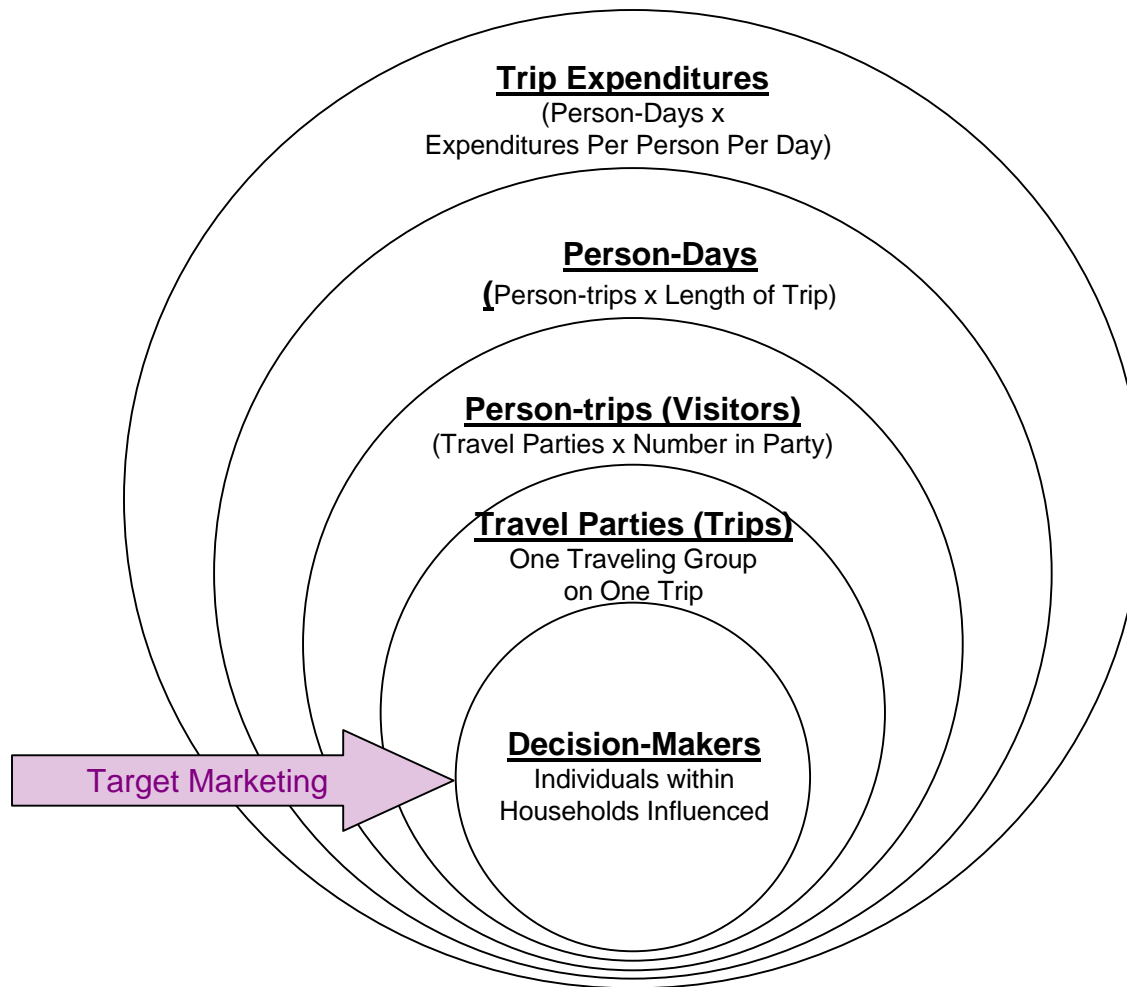 Trip Expenditures
(Person-Days x
Expenditures Per Person Per Day)
Person-Days
(Person-trips x Length of Trip)
Person-trips (Visitors)
(Travel Parties x Number in Party)
Travel Parties (Trips)
One Traveling Group
on One Trip
Decision-Makers
Individuals within
Households Influenced
Target Marketing